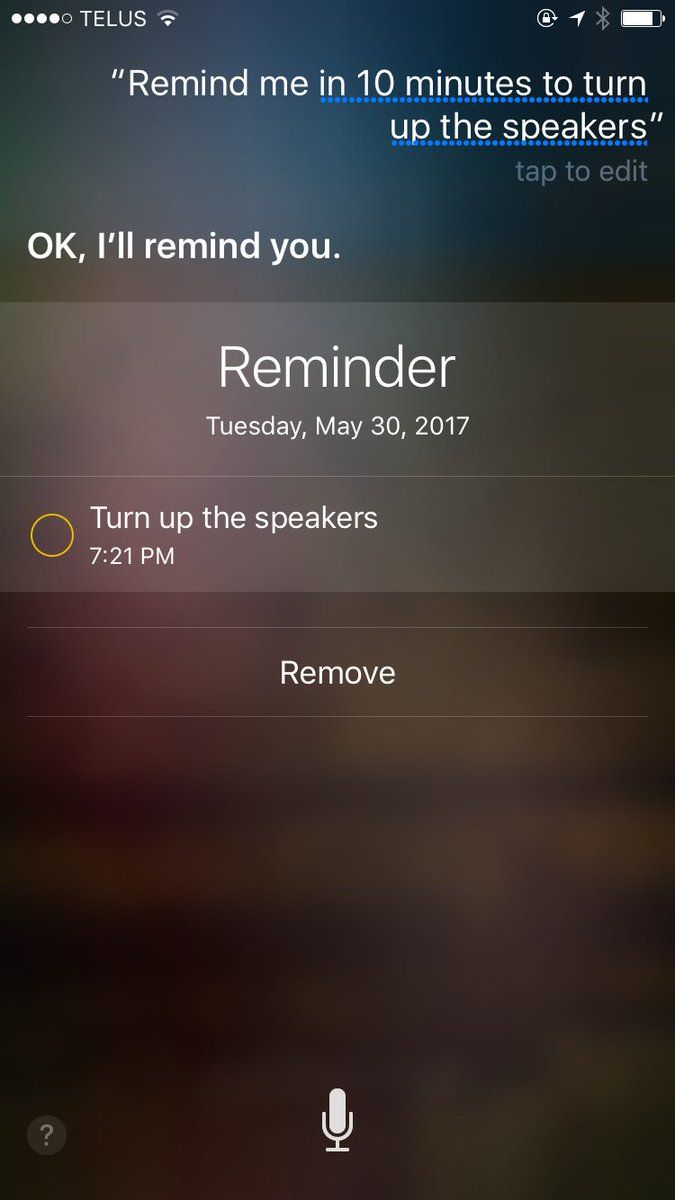 TELUS
“Remind me in 10 minutes to turn
up the speakers”
tap to edit
OK, I’ll remind you.
Reminder
Tuesday, May 30, 2017
Turn up the speakers
7:21 PM
Remove
?